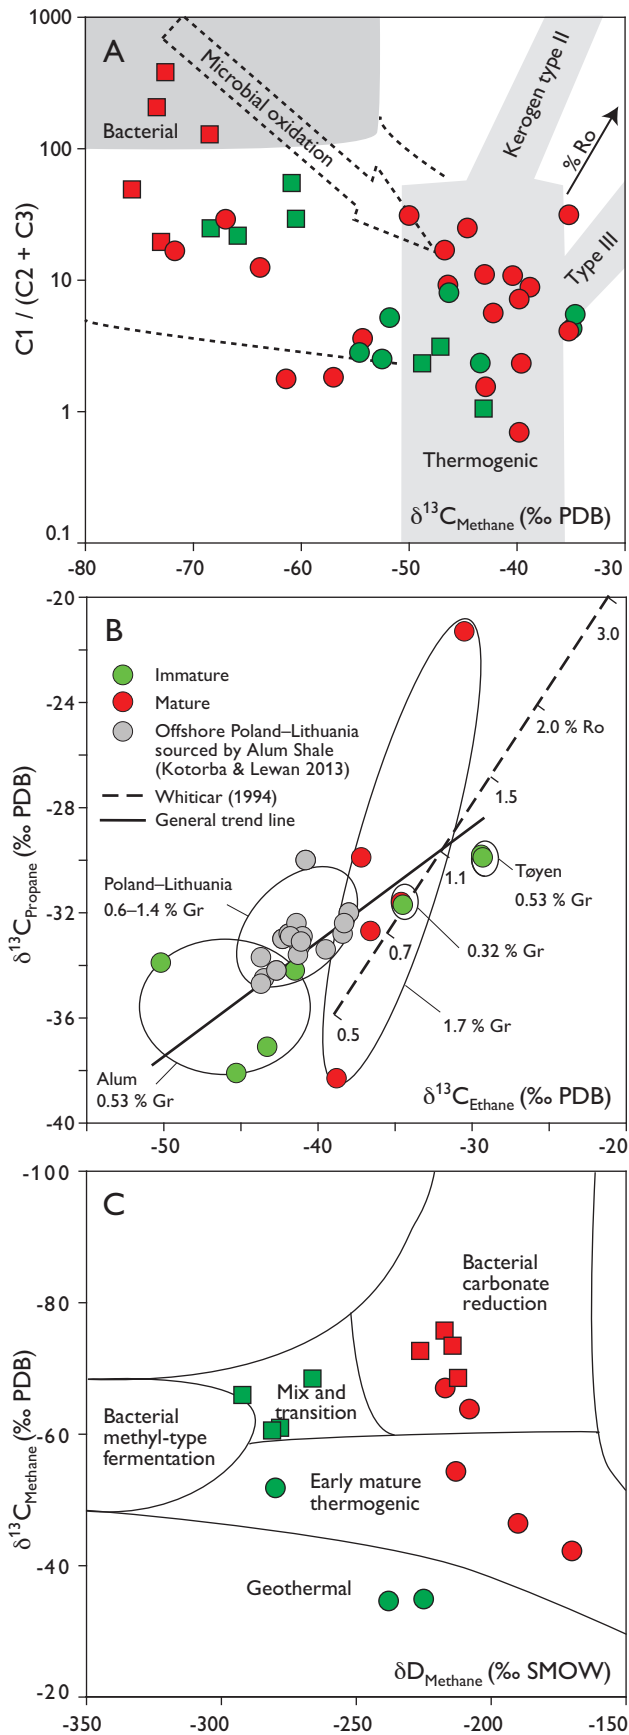 1000
A
Microbial oxidation
Kerogen type II
% Ro
Bacterial
100
Type III
C1 / (C2 + C3)
10
1
Thermogenic
δ13CMethane (‰ PDB)
0.1
-80
-70
-60
-50
-40
-30
-20
B
3.0
Immature
Mature
-24
2.0 % Ro
Offshore Poland–Lithuania
sourced by Alum Shale
(Kotorba & Lewan 2013)
1.5
Whiticar (1994)
-28
General trend line
δ13CPropane (‰ PDB)
1.1
Tøyen
0.53 % Gr
Poland–Lithuania
0.6–1.4 % Gr
-32
0.7
0.32 % Gr
-36
0.5
1.7 % Gr
Alum
0.53 % Gr
δ13CEthane (‰ PDB)
-40
-50
-40
-30
-20
-100
C
Bacterial
carbonate
reduction
-80
δ13CMethane (‰ PDB)
Mix and
transition
Bacterial
methyl-type
fermentation
-60
Early mature
thermogenic
-40
Geothermal
δDMethane (‰ SMOW)
-20
-350
-300
-250
-200
-150